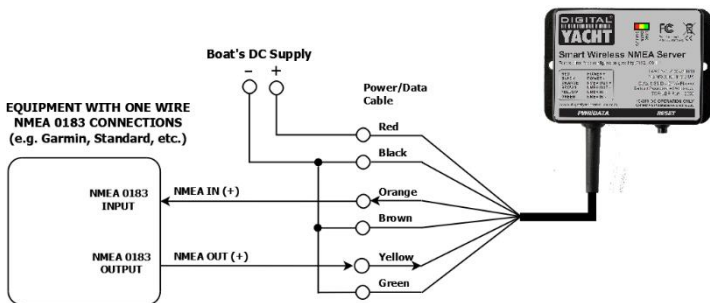 Boat's DC Supply
− +
EQUIPMENT WITH ONE WIRE
NMEA 0183 CONNECTIONS
(e.g. Garmin, Standard, etc.)
Power/Data
Cable
Red
Black
NMEA 0183
INPUT
NMEA IN (+)
Orange
Brown
NMEA 0183
OUTPUT
NMEA OUT (+)
Yellow
Green
DIGITAL
YACHT
FC
Smart Wireless NMEA Server
PWR/DATA
RESET